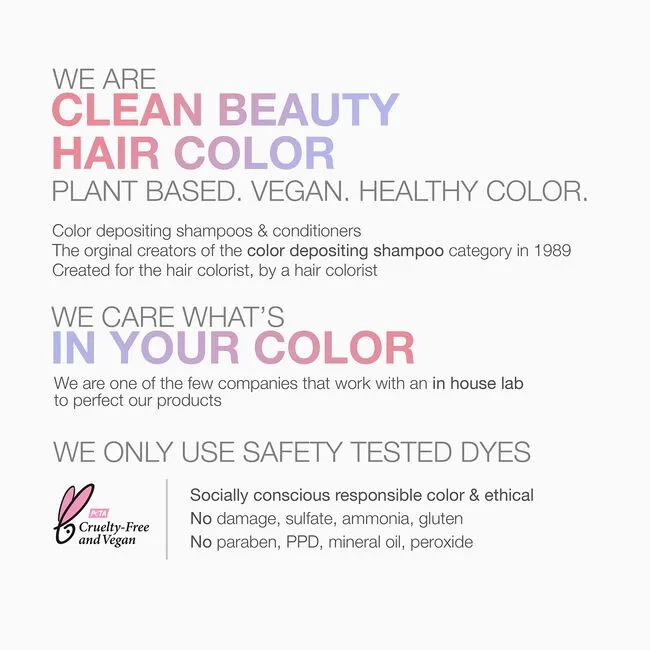 WE ARE
CLEAN BEAUTY
HAIR COLOR
PLANT BASED. VEGAN. HEALTHY COLOR.
Color depositing shampoos & conditioners
The orginal creators of the color depositing shampoo category in 1989
Created for the hair colorist, by a hair colorist
WE CARE WHAT'S
IN YOUR COLOR
We are one of the few companies that work with an in house lab
to perfect our products
WE ONLY USE SAFETY TESTED DYES
PETA
Cruelty-Free
and Vegan
Socially conscious responsible color & ethical
No damage, sulfate, ammonia, gluten
No paraben, PPD, mineral oil, peroxide